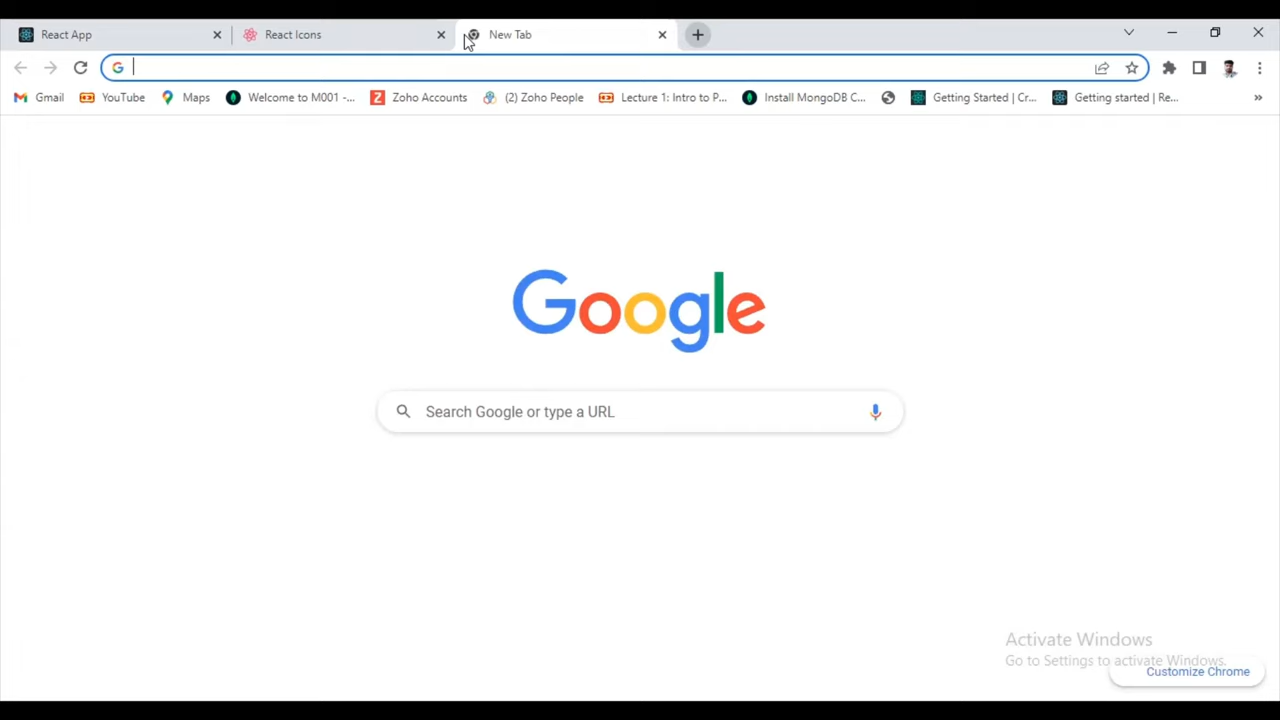 React App
React Icons
New Tab
Gmail
YouTube
Maps
Welcome to M001 -...
Zoho Accounts
(2) Zoho People
Lecture 1: Intro to P...
Install MongoDB C...
Getting Started | Cr...
Getting started | Re...
Google
Search Google or type a URL
Activate Windows
Go to Settings to activate Windows.
Customize Chrome